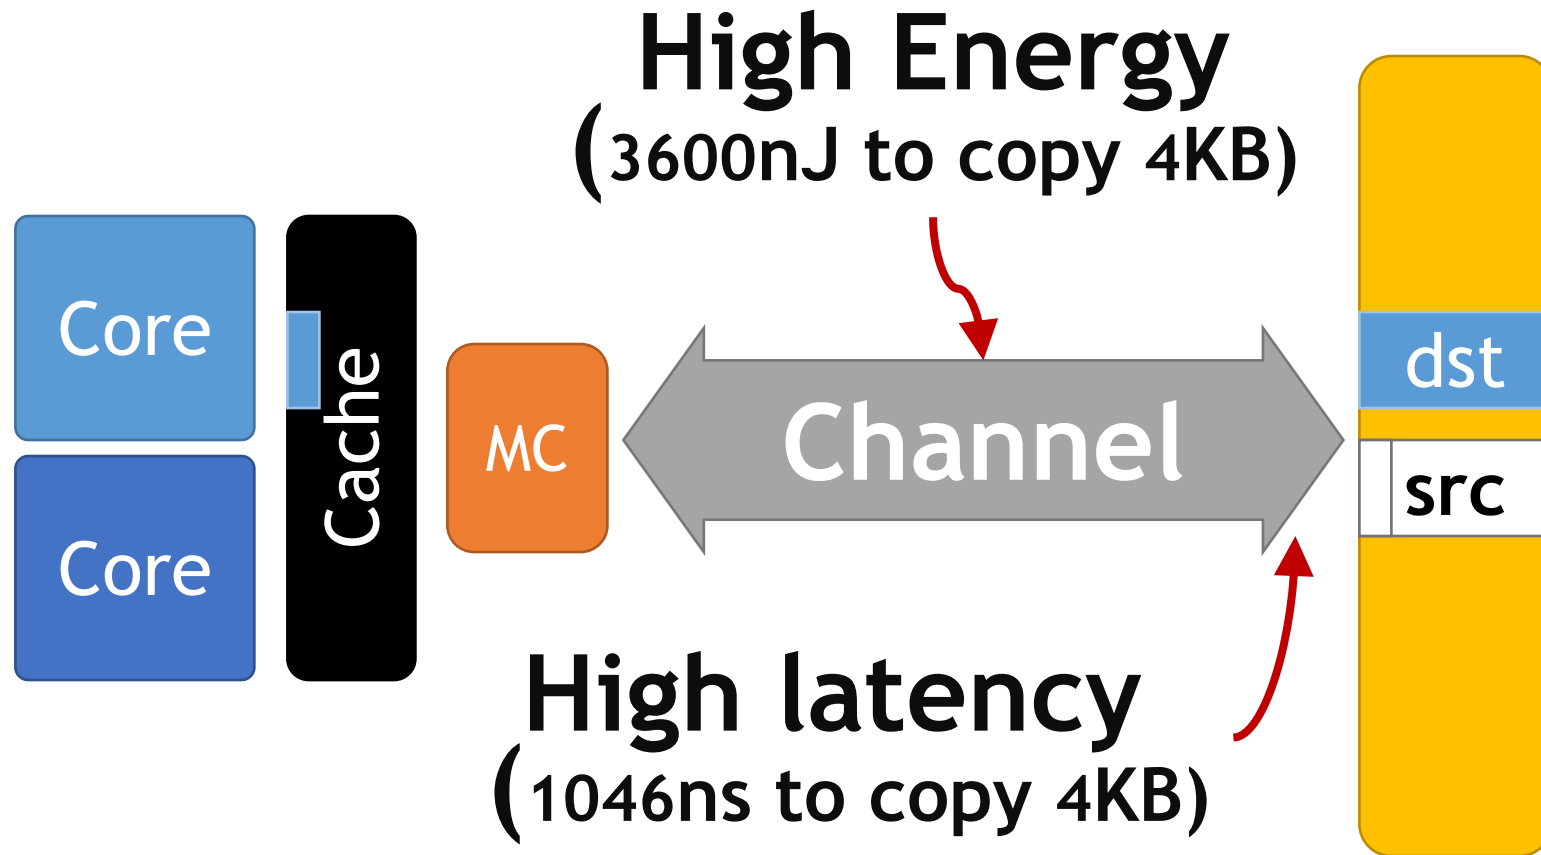 High Energy
(3600nJ to copy 4KB)
Core
Core
Cache
MC
Channel
dst
src
High latency
(1046ns to copy 4KB)